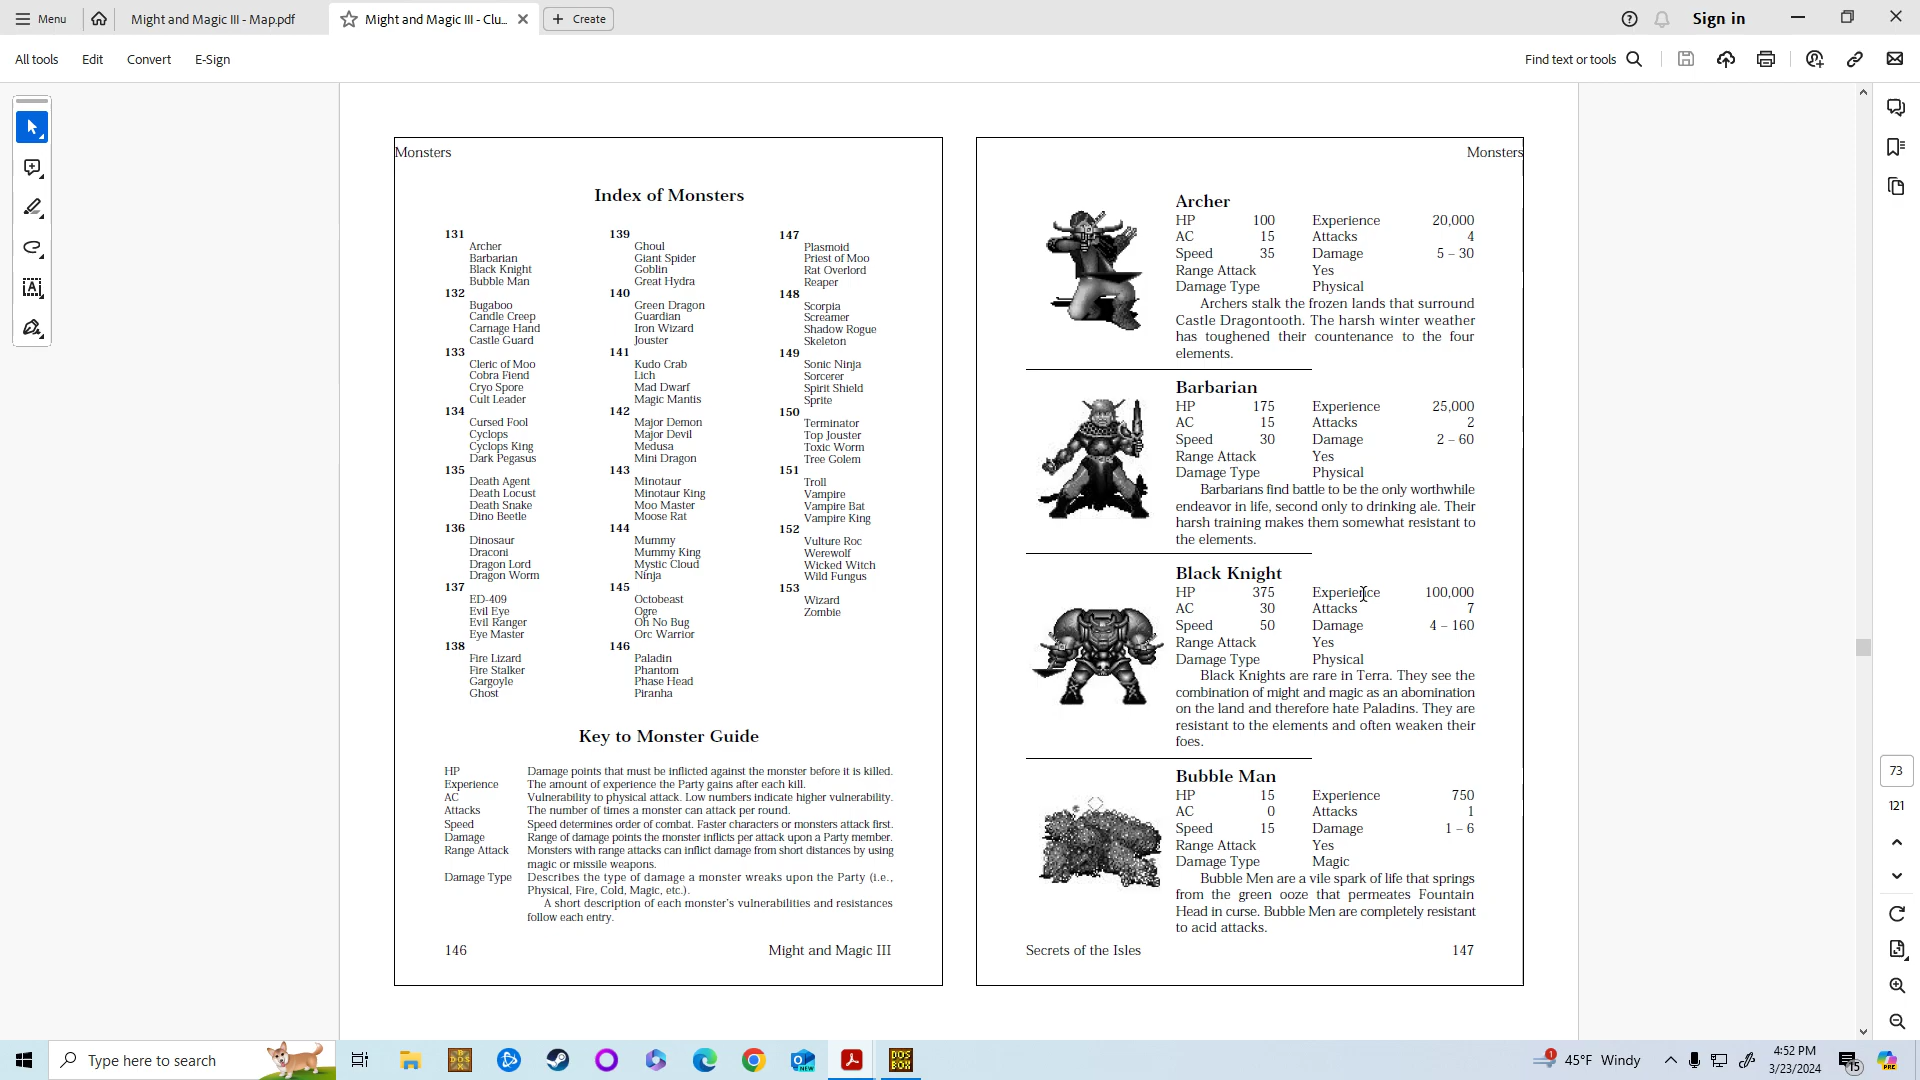 Menu
Might and Magic III - Map.pdf
Might and Magic III - Clu...
Create
Sign in
All tools
Edit
Convert
E-Sign
Find text or tools
Monsters
Index of Monsters
131
Archer
Barbarian
Black Knight
Bubble Man
132
Bugaboo
Candle Creep
Carnage Hand
Castle Guard
133
Cleric of Moo
Cobra Fiend
Cryo Spore
Cult Leader
134
Cursed Fool
Cyclops
Cyclops King
Dark Pegasus
135
Death Agent
Death Locust
Death Snake
Dino Beetle
136
Dinosaur
Draconi
Dragon Lord
Dragon Worm
137
ED-409
Evil Eye
Evil Ranger
Eye Master
138
Fire Lizard
Fire Stalker
Gargoyle
Ghost
139
Ghoul
Giant Spider
Goblin
Great Hydra
140
Green Dragon
Guardian
Iron Wizard
Jouster
141
Kudo Crab
Lich
Mad Dwarf
Magic Mantis
142
Major Demon
Major Devil
Medusa
Mini Dragon
143
Minotaur
Minotaur King
Moo Master
Moose Rat
144
Mummy
Mummy King
Mystic Cloud
Ninja
145
Octobeast
Ogre
Oh No Bug
Orc Warrior
146
Paladin
Phantom
Phase Head
Piranha
147
Plasmoid
Priest of Moo
Rat Overlord
Reaper
148
Scorpia
Screamer
Shadow Rogue
Skeleton
149
Sonic Ninja
Sorcerer
Spirit Shield
Sprite
150
Terminator
Top Jouster
Toxic Worm
Tree Golem
151
Troll
Vampire
Vampire Bat
Vampire King
152
Vulture Roc
Werewolf
Wicked Witch
Wild Fungus
153
Wizard
Zombie
Key to Monster Guide
HP Damage points that must be inflicted against the monster before it is killed.
Experience The amount of experience the Party gains after each kill.
AC Vulnerability to physical attack. Low numbers indicate higher vulnerability.
Attacks The number of times a monster can attack per round.
Speed Speed determines order of combat. Faster characters or monsters attack first.
Damage Range of damage points the monster inflicts per attack upon a Party member.
Range Attack Monsters with range attacks can inflict damage from short distances by using
magic or missile weapons.
Damage Type Describes the type of damage a monster wreaks upon the Party (i.e.,
Physical, Fire, Cold, Magic, etc.).
A short description of each monster's vulnerabilities and resistances
follow each entry.
146 Might and Magic III
Monsters
Archer
HP 100 Experience 20,000
AC 15 Attacks 4
Speed 35 Damage 5 – 30
Range Attack Yes
Damage Type Physical
Archers stalk the frozen lands that surround
Castle Dragontooth. The harsh winter weather
has toughened their countenance to the four
elements.
Barbarian
HP 175 Experience 25,000
AC 15 Attacks 2
Speed 30 Damage 2 – 60
Range Attack Yes
Damage Type Physical
Barbarians find battle to be the only worthwhile
endeavor in life, second only to drinking ale. Their
harsh training makes them somewhat resistant to
the elements.
Black Knight
HP 375 Experience 100,000
AC 30 Attacks 7
Speed 50 Damage 4 – 160
Range Attack Yes
Damage Type Physical
Black Knights are rare in Terra. They see the
combination of might and magic as an abomination
on the land and therefore hate Paladins. They are
resistant to the elements and often weaken their
foes.
Bubble Man
HP 15 Experience 750
AC 0 Attacks 1
Speed 15 Damage 1 – 6
Range Attack Yes
Damage Type Magic
Bubble Men are a vile spark of life that springs
from the green ooze that permeates Fountain
Head in curse. Bubble Men are completely resistant
to acid attacks.
Secrets of the Isles 147
73
121
Type here to search
DOS
BOX
1
45°F Windy
4:52 PM
3/23/2024
15
PRE